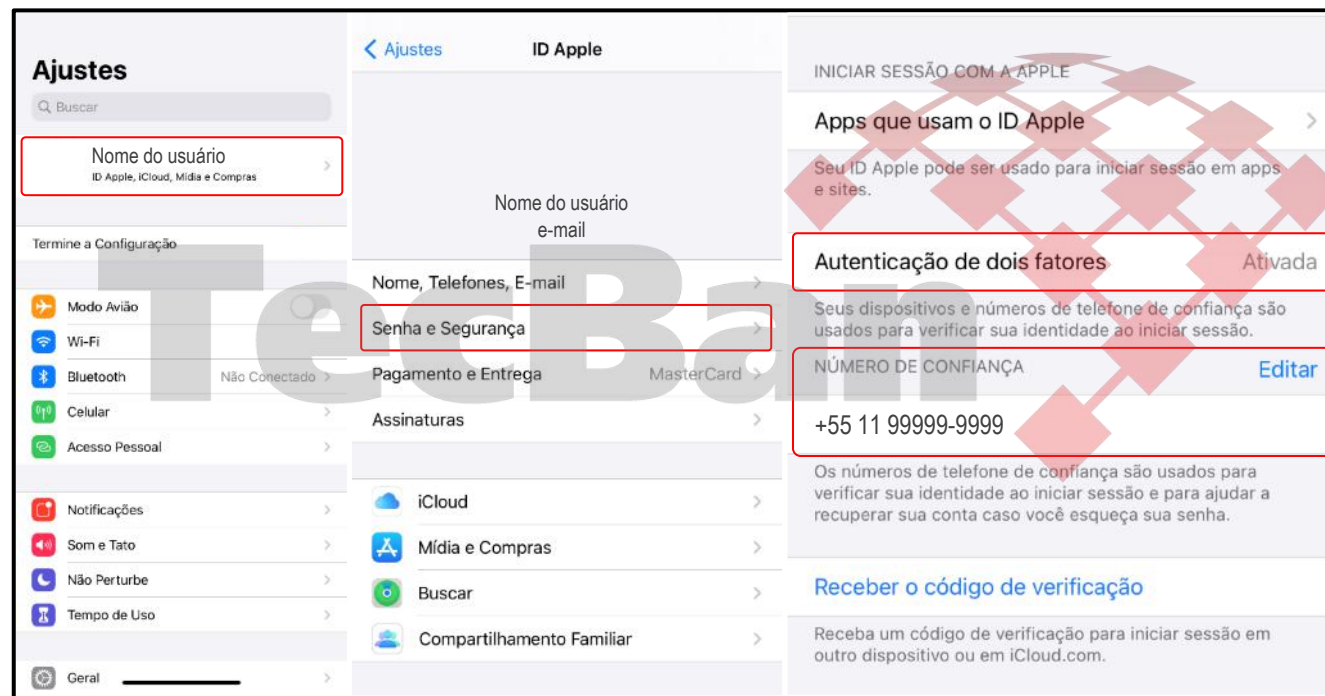 Ajustes
Buscar
Nome do usuário
ID Apple, iCloud, Mídia e Compras
Termine a Configuração
Modo Avião
Wi-Fi
Bluetooth Não Conectado
Celular
Acesso Pessoal
Notificações
Som e Tato
Não Perturbe
Tempo de Uso
Geral
Ajustes ID Apple
Nome do usuário
e-mail
Nome, Telefones, E-mail
Senha e Segurança
Pagamento e Entrega MasterCard
Assinaturas
iCloud
Mídia e Compras
Buscar
Compartilhamento Familiar
INICIAR SESSÃO COM A APPLE
Apps que usam o ID Apple
Seu ID Apple pode ser usado para iniciar sessão em apps
e sites.
Autenticação de dois fatores Ativada
Seus dispositivos e números de telefone de confiança são
usados para verificar sua identidade ao iniciar sessão.
NÚMERO DE CONFIANÇA Editar
+55 11 99999-9999
Os números de telefone de confiança são usados para
verificar sua identidade ao iniciar sessão e para ajudar a
recuperar sua conta caso você esqueça sua senha.
Receber o código de verificação
Receba um código de verificação para iniciar sessão em
outro dispositivo ou em iCloud.com.
TecBan